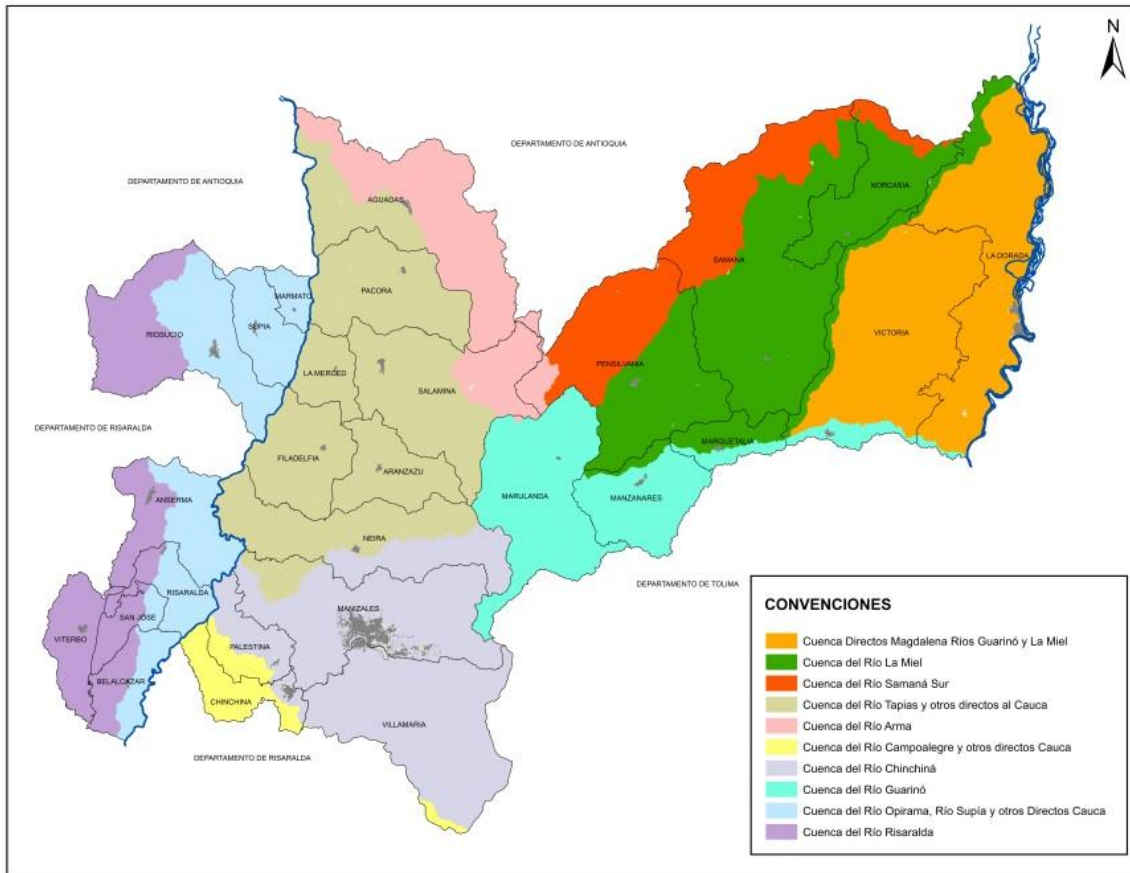 N
DEPARTAMENTO DE ANTIOQUIA
DEPARTAMENTO DE ANTIOQUIA
NORCASIA
AGUADAS
SAMANA
LA DORADA
PACORA
MARMATO
SUPIA
RIOSUCIO
VICTORIA
PENSILVANIA
LA MERCED
SALAMINA
DEPARTAMENTO DE RISARALDA
MARQUETALIA
FILADELFIA
ARANZAZU
MARULANDA
MANZANARES
ANSERMA
NEIRA
DEPARTAMENTO DE TOLIMA
RISARALDA
MANIZALES
SAN JOSE
VITERBO
PALESTINA
BELALCAZAR
CHINCHINA
VILLAMARIA
DEPARTAMENTO DE RISARALDA
CONVENCIONES
Cuenca Directos Magdalena Ríos Guarinó y La Miel
Cuenca del Río La Miel
Cuenca del Río Samaná Sur
Cuenca del Río Tapias y otros directos al Cauca
Cuenca del Río Arma
Cuenca del Río Campoalegre y otros directos Cauca
Cuenca del Río Chinchiná
Cuenca del Río Guarinó
Cuenca del Río Opirama, Río Supía y otros Directos Cauca
Cuenca del Río Risaralda